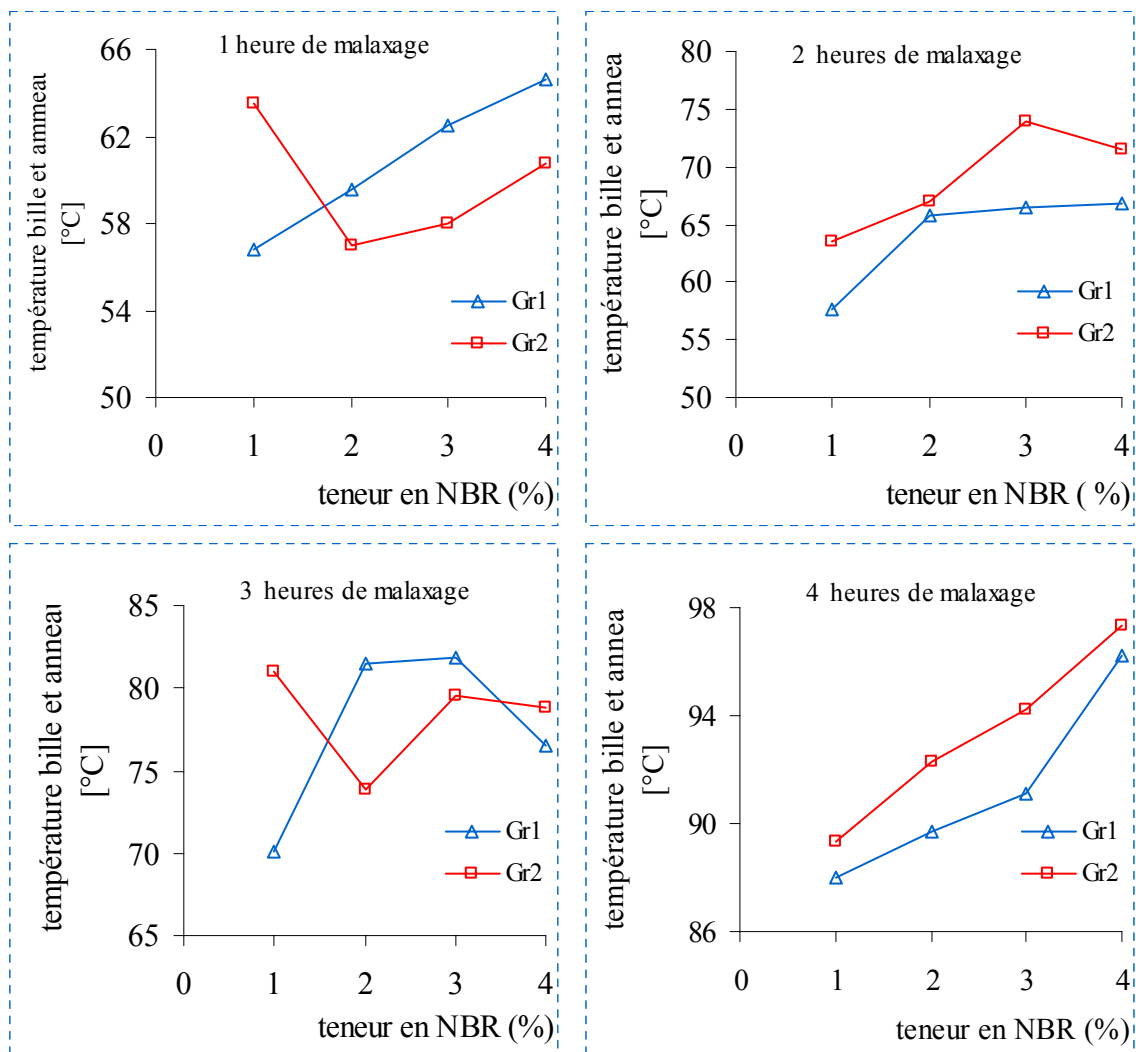 1 heure de malaxage
température bille et ammeau
[°C]
66
62
58
54
50
0
1
2
3
4
Gr1
Gr2
teneur en NBR (%)
2 heures de malaxage
température bille et annea
[°C]
80
75
70
65
60
55
50
0
1
2
3
4
Gr1
Gr2
teneur en NBR ( %)
3 heures de malaxage
température bille et anneau
[°C]
85
80
75
70
65
0
1
2
3
4
Gr1
Gr2
teneur en NBR (%)
4 heures de malaxage
température bille et annea
[°C]
98
94
90
86
0
1
2
3
4
Gr1
Gr2
teneur en NBR (%)